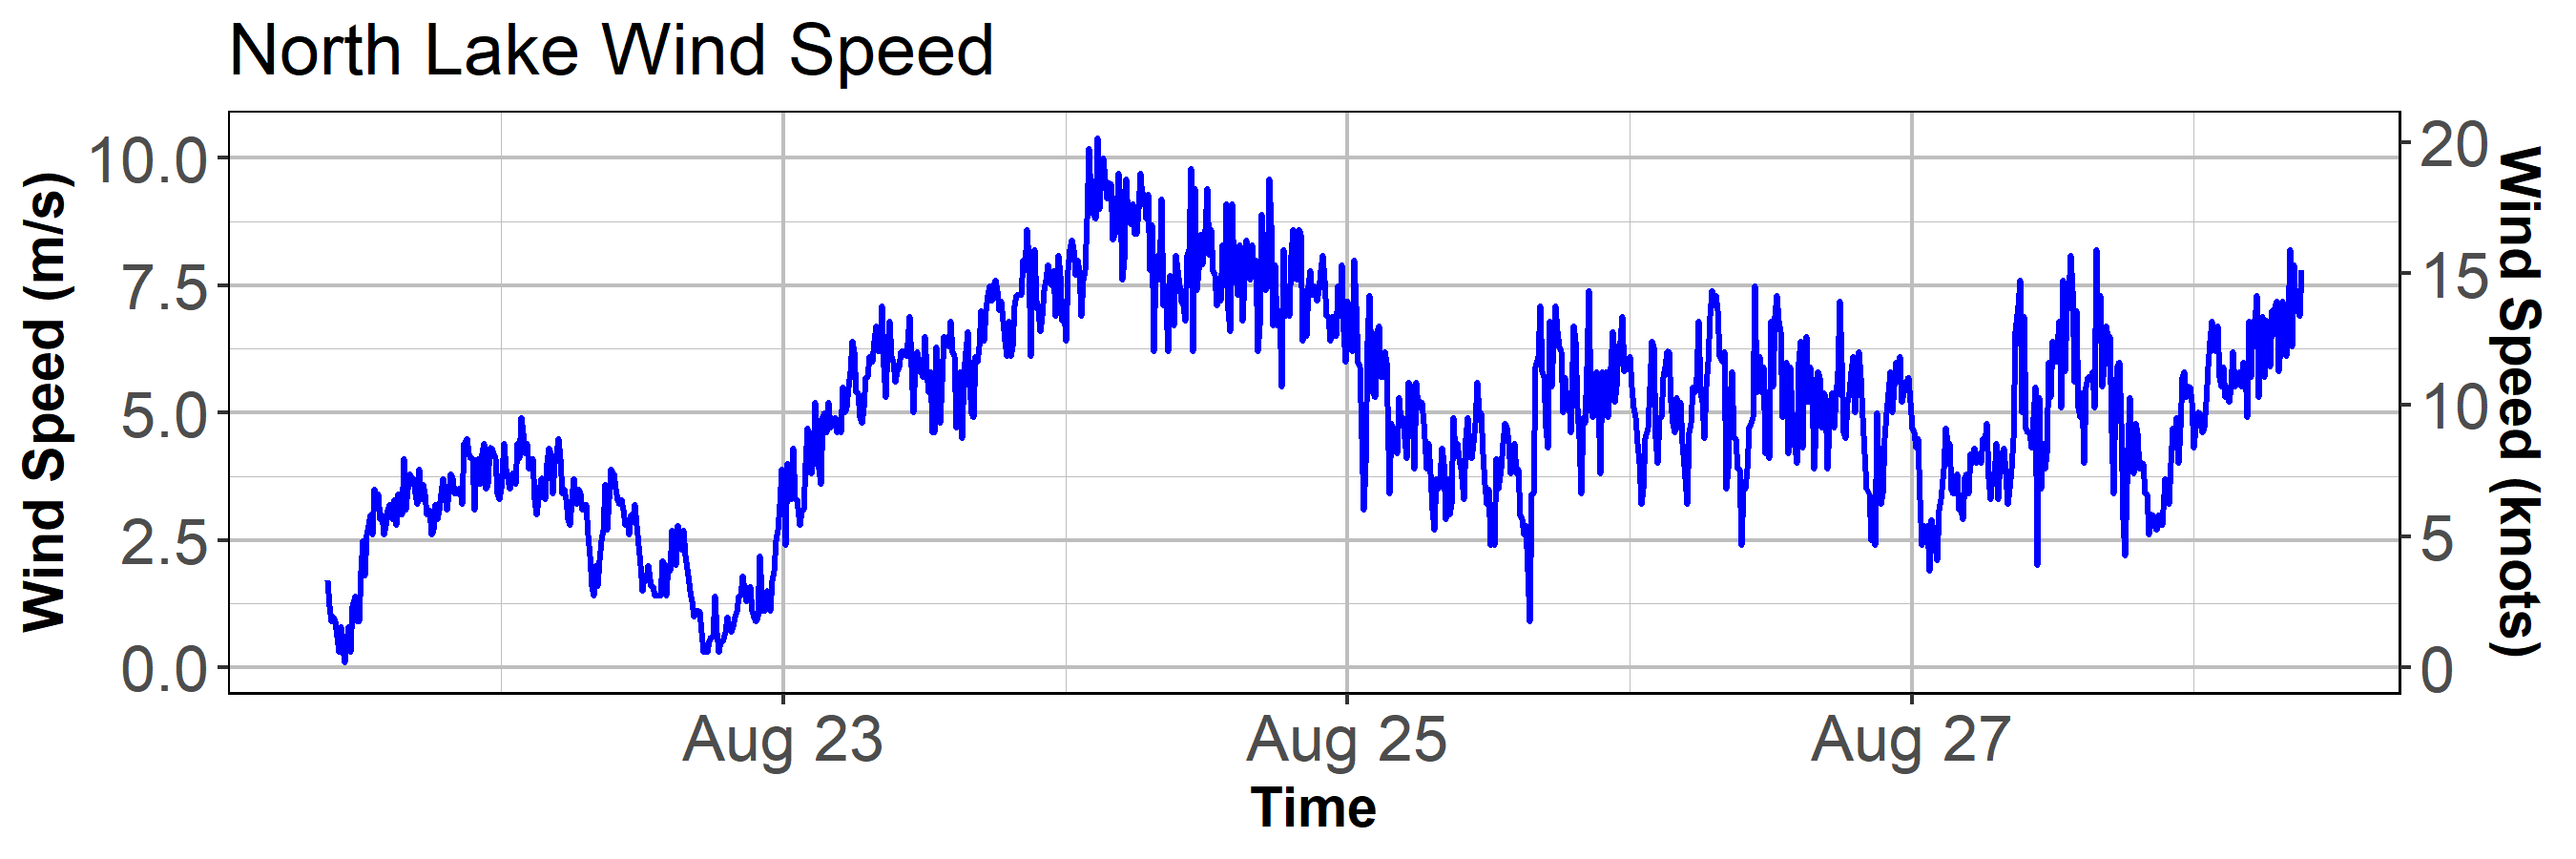 North Lake Wind Speed
Wind Speed (m/s)
10.0
7.5
5.0
2.5
0.0
20
15
10
5
0
Wind Speed (knots)
Aug 23
Aug 25
Aug 27
Time